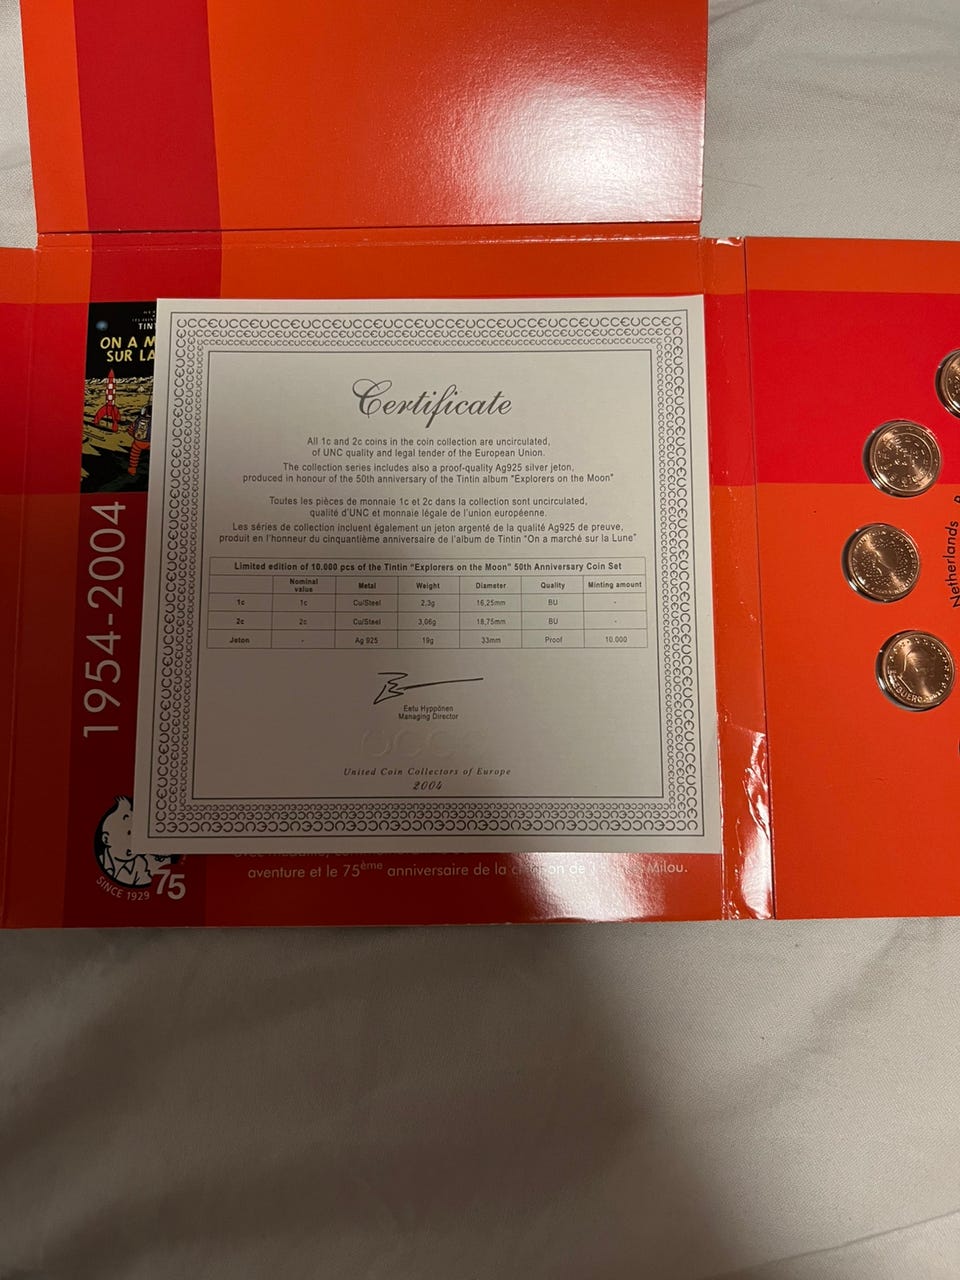 TINT
ON A M
SUR LA
1954-2004
SINCE 1929
75
Certificate
All 1c and 2c coins in the coin collection are uncirculated,
of UNC quality and legal tender of the European Union.
The collection series includes also a proof-quality Ag925 silver jeton,
produced in honour of the 50th anniversary of the Tintin album "Explorers on the Moon"
Toutes les pièces de monnaie 1c et 2c dans la collection sont uncirculated,
qualité d'UNC et monnaie légale de l'union européenne.
Les séries de collection incluent également un jeton argenté de la qualité Ag925 de preuve,
produit en l'honneur du cinquantième anniversaire de l'album de Tintin "On a marché sur la Lune"
Limited edition of 10.000 pcs of the Tintin "Explorers on the Moon" 50th Anniversary Coin Set
Nominal value Metal Weight Diameter Quality Minting amount
1c 1c Cu/Steel 2,3g 16,25mm BU -
2c 2c Cu/Steel 3,06g 18,75mm BU -
Jeton - Ag 925 19g 33mm Proof 10.000
Eetu Hyppönen
Managing Director
UCCE
United Coin Collectors of Europe
2004
aventure et le 75ème anniversaire de la de Milou.
Netherlands